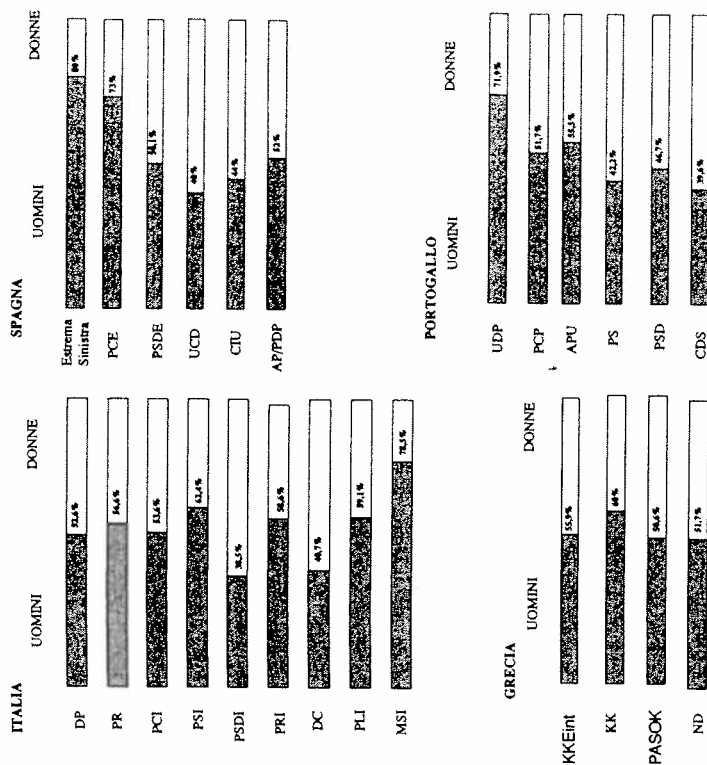 ITALIA
UOMINI DONNE
DP 52,6%
PR 56,6%
PCI 53,6%
PSI 62,4%
PSDI 38,5%
PRI 58,6%
DC 40,7%
PLI 59,1%
MSI 78,5%
SPAGNA
UOMINI DONNE
Estrema
Sinistra 80%
PCE 73%
PSDE 50,1%
UCD 40%
CIU 44%
AP/PDP 52%
GRECIA
UOMINI DONNE
KKEint 55,9%
KK 60%
PASOK 50,6%
ND 51,7%
PORTOGALLO
UOMINI DONNE
UDP 71,9%
PCP 51,7%
APU 55,5%
PS 42,2%
PSD 46,7%
CDS 39,6%